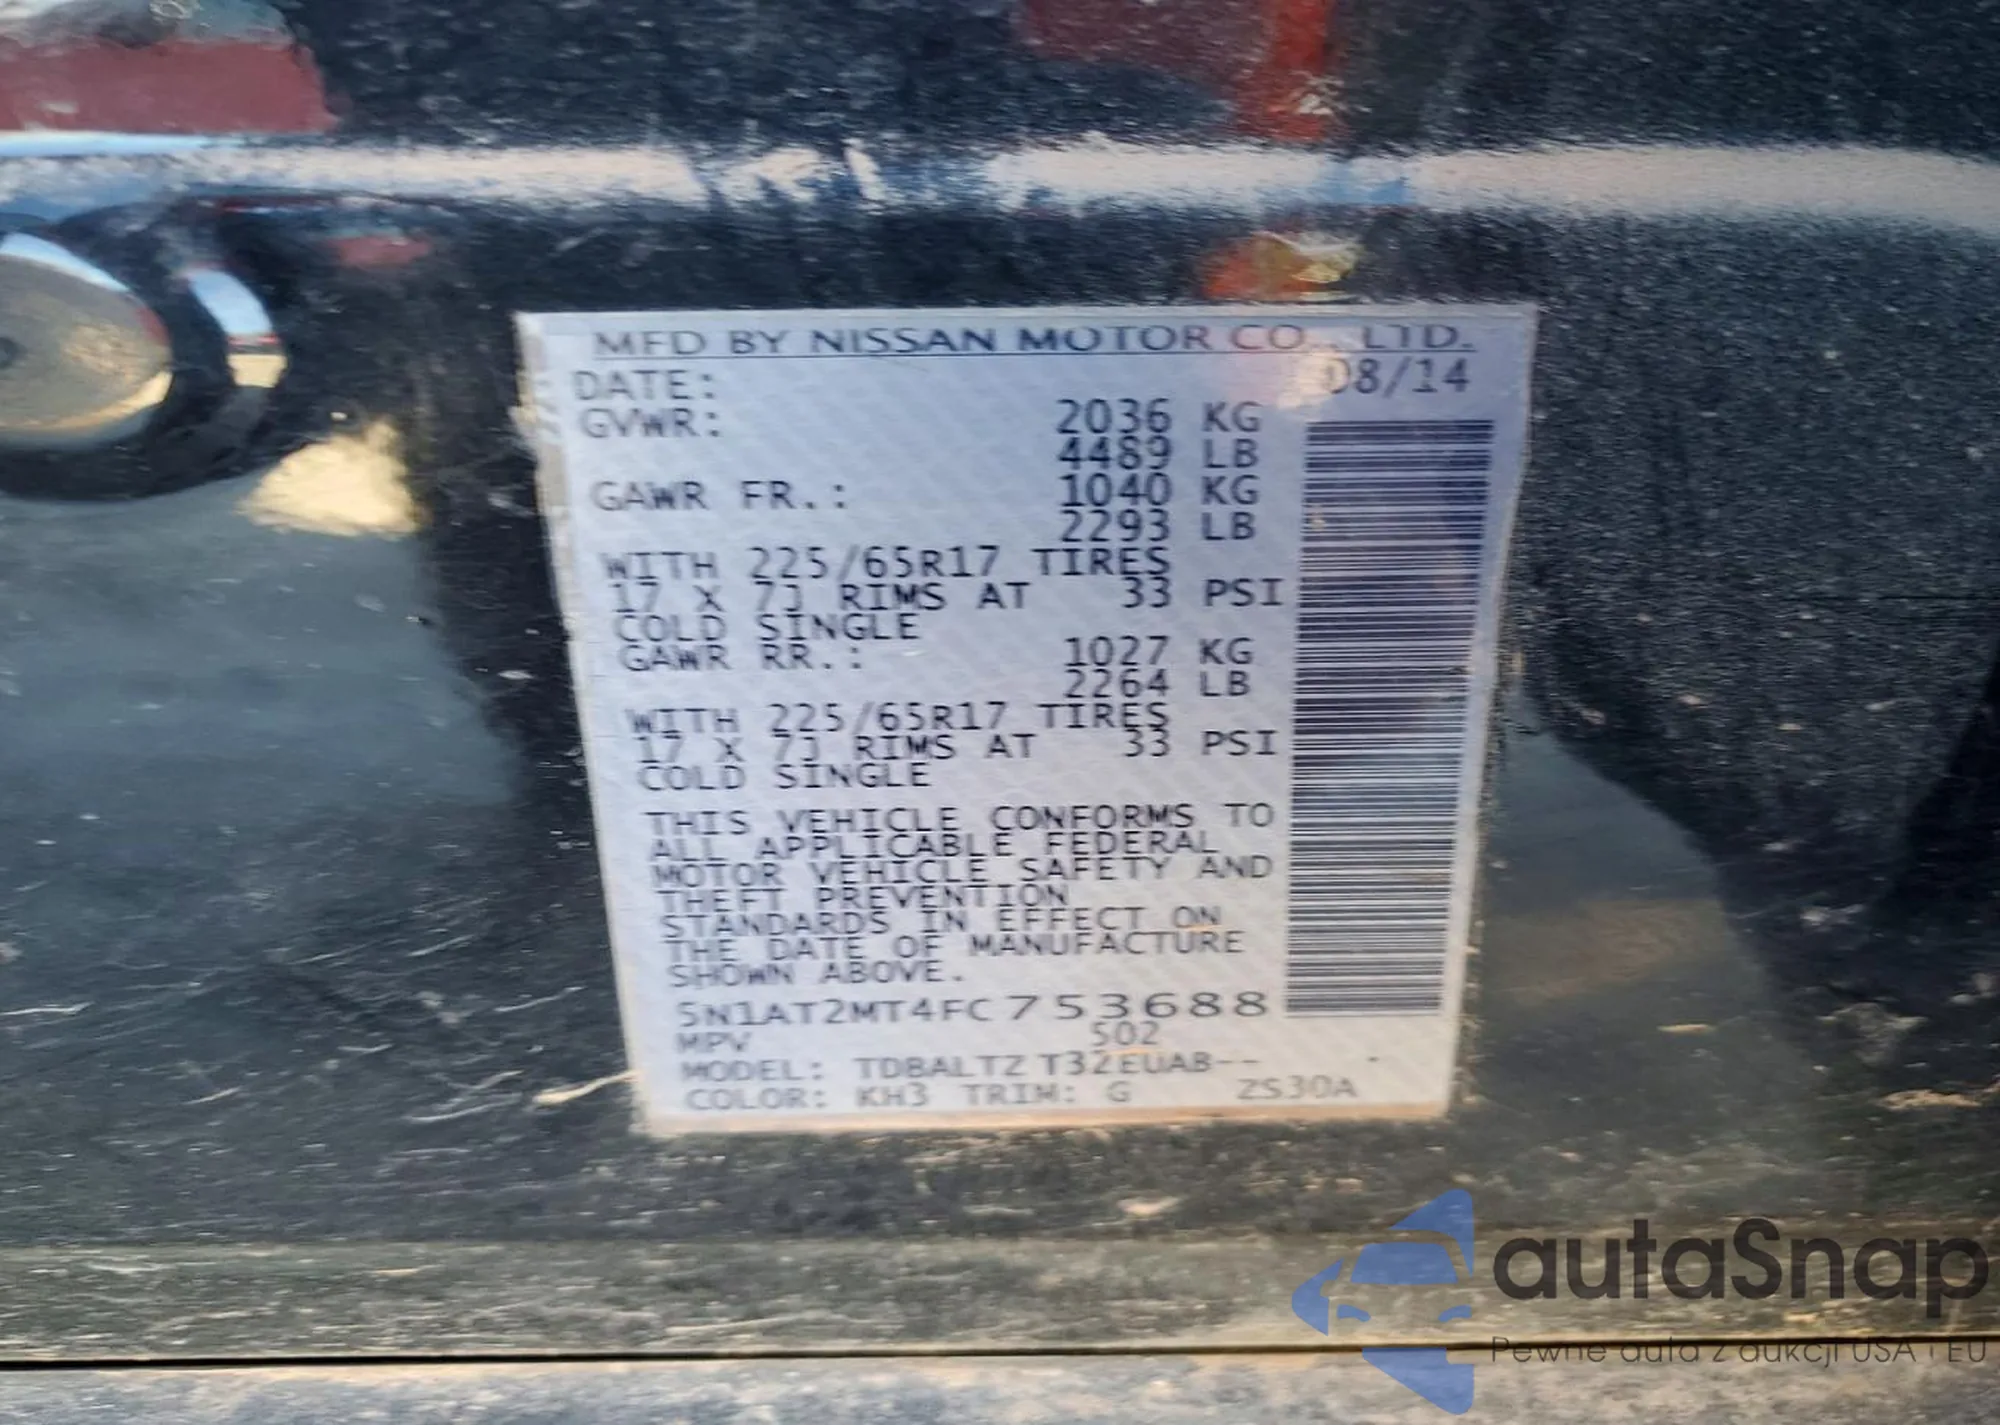 MFD BY NISSAN MOTOR CO., LTD.
DATE: 08/14
GVWR: 2036 KG
4489 LB
GAWR FR.: 1040 KG
2293 LB
WITH 225/65R17 TIRES
17 X 7J RIMS AT 33 PSI
COLD SINGLE
GAWR RR.: 1027 KG
2264 LB
WITH 225/65R17 TIRES
17 X 7J RIMS AT 33 PSI
COLD SINGLE
THIS VEHICLE CONFORMS TO
ALL APPLICABLE FEDERAL
MOTOR VEHICLE SAFETY AND
THEFT PREVENTION
STANDARDS IN EFFECT ON
THE DATE OF MANUFACTURE
SHOWN ABOVE.
5N1AT2MT4FC753688
MPV 502
MODEL: TDBALTZ T32EUAB--
COLOR: KH3 TRIM: G ZS30A
autaSnap
Pewne auta z aukcji USA i EU